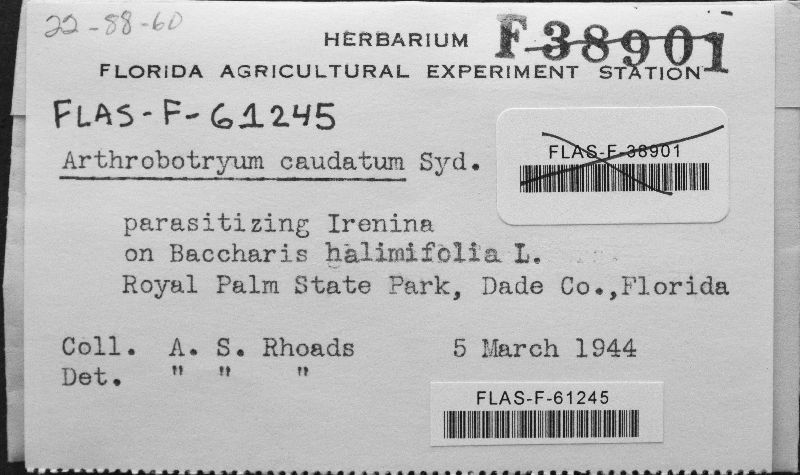 22-88-60
HERBARIUM F 38901
FLORIDA AGRICULTURAL EXPERIMENT STATION
FLAS-F-61245
FLAS-F-38901
Arthrobotryum caudatum Syd.
parasitizing Irenina
on Baccharis halimifolia L.
Royal Palm State Park, Dade Co.,Florida
Coll. A. S. Rhoads 5 March 1944
Det. " " "
FLAS-F-61245